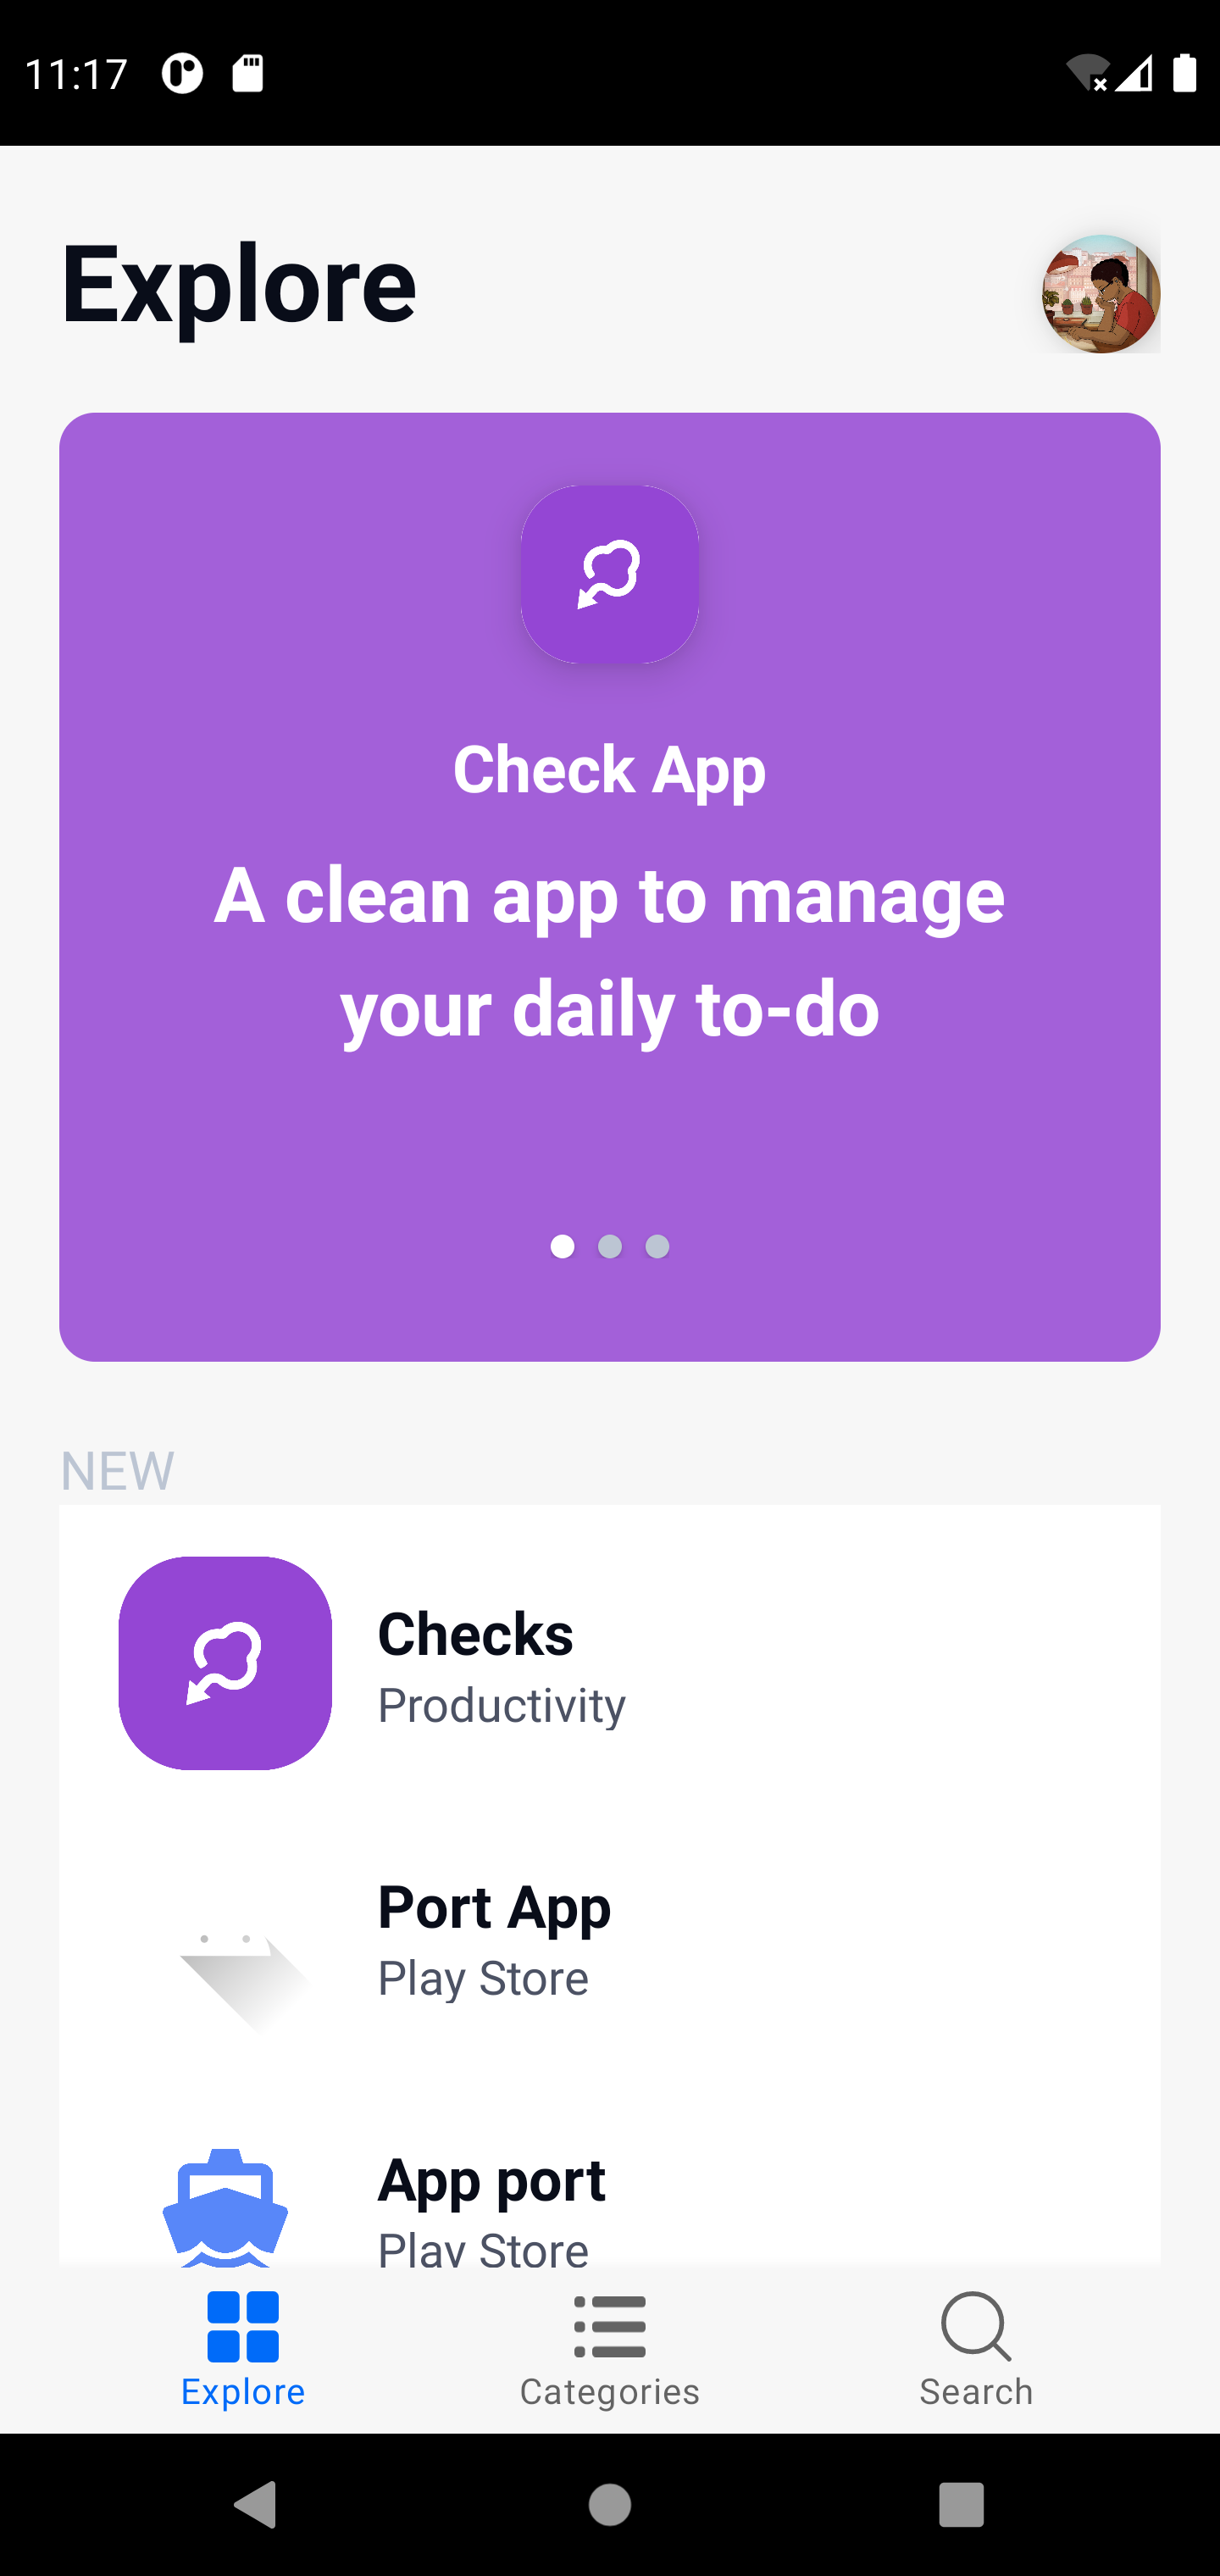 11:17
Explore
Check App
A clean app to manage
your daily to-do
NEW
Checks
Productivity
Port App
Play Store
App port
Play Store
Explore
Categories
Search